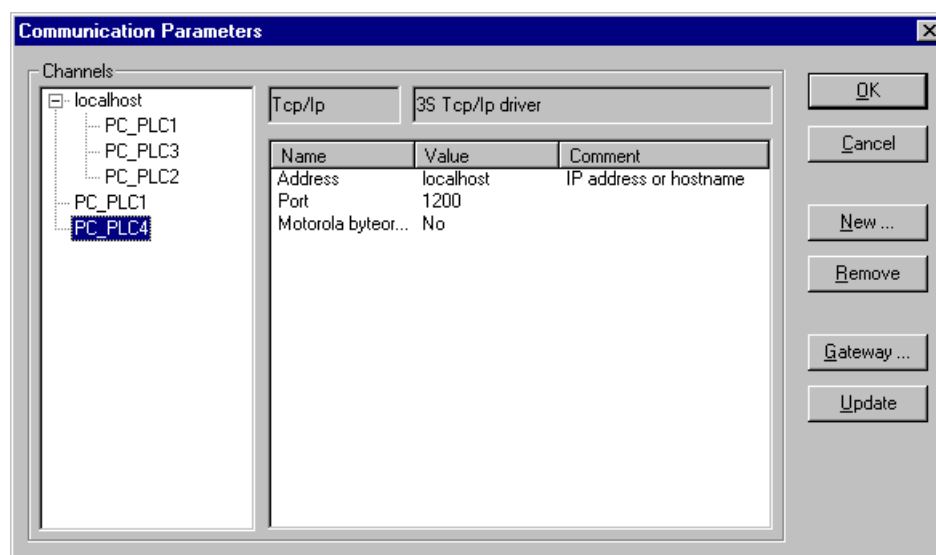 Communication Parameters
Channels
localhost
PC_PLC1
PC_PLC3
PC_PLC2
PC_PLC1
PC_PLC4
Tcp/Ip 3S Tcp/Ip driver
Name Value Comment
Address localhost IP address or hostname
Port 1200
Motorola byteor... No
OK
Cancel
New ...
Remove
Gateway ...
Update